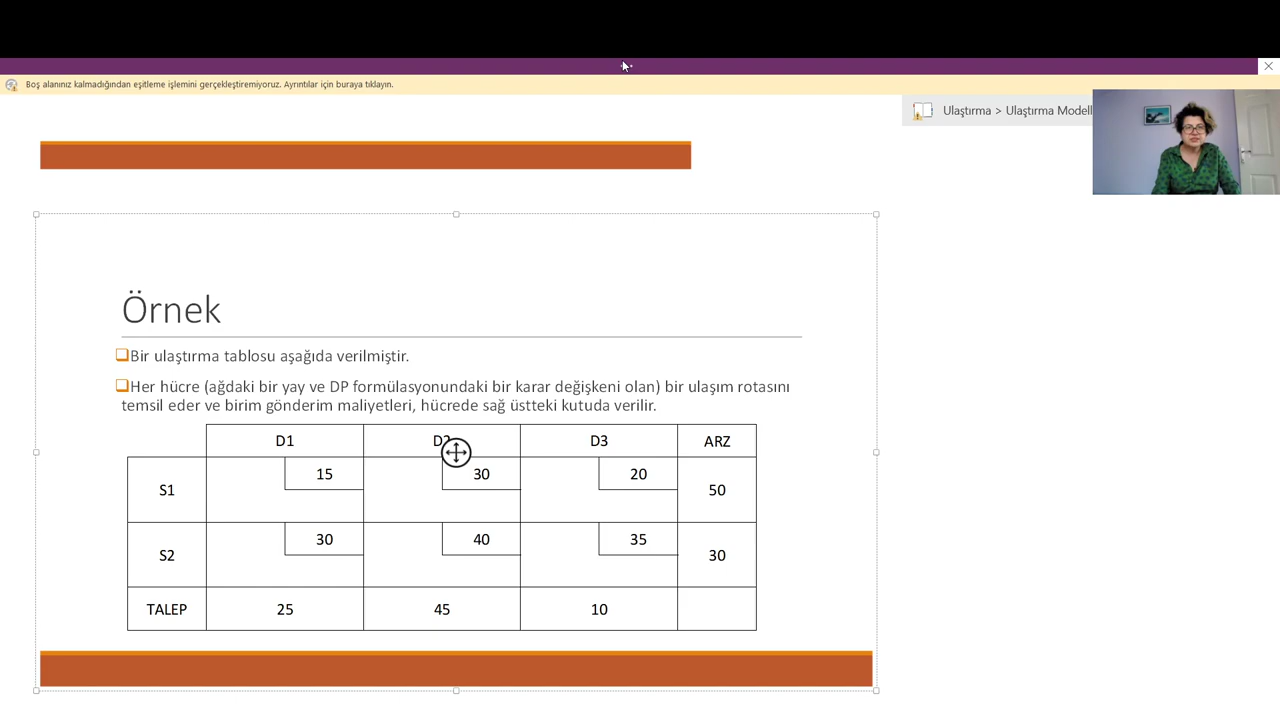 Boş alanınız kalmadığından eşitleme işlemini gerçekleştiremiyoruz. Ayrıntılar için buraya tıklayın.
Ulaştırma > Ulaştırma Modell
Örnek
Bir ulaştırma tablosu aşağıda verilmiştir.
Her hücre (ağdaki bir yay ve DP formülasyonundaki bir karar değişkeni olan) bir ulaşım rotasını
temsil eder ve birim gönderim maliyetleri, hücrede sağ üstteki kutuda verilir.
D1 D2 D3 ARZ
15 30 20
S1 50
30 40 35
S2 30
TALEP 25 45 10